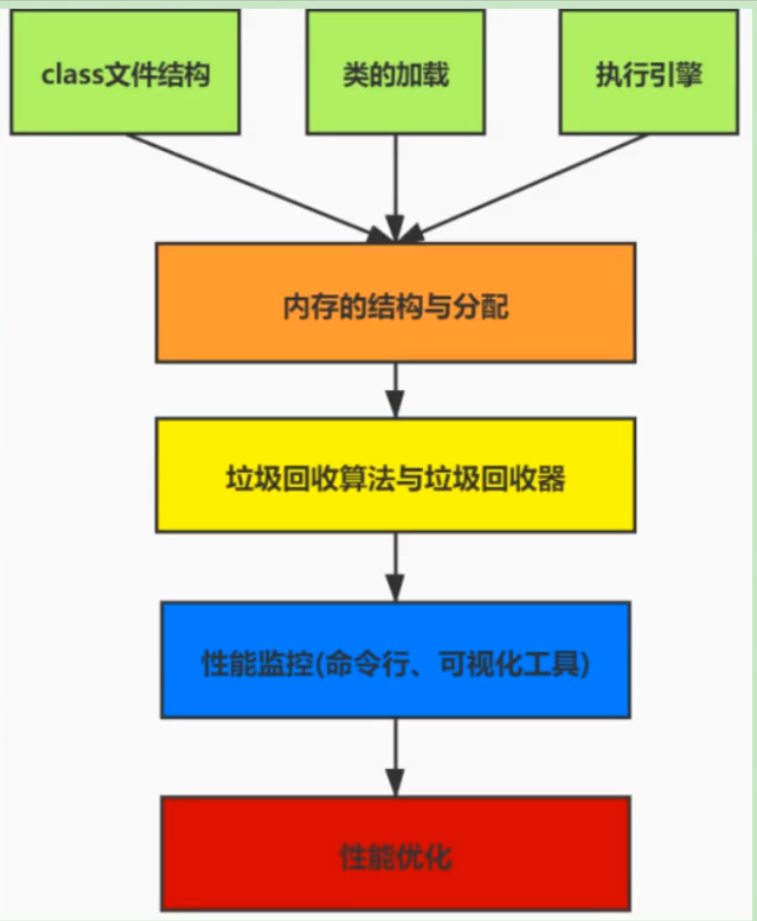 class文件结构
类的加载
执行引擎
内存的结构与分配
垃圾回收算法与垃圾回收器
性能监控(命令行、可视化工具)
性能优化